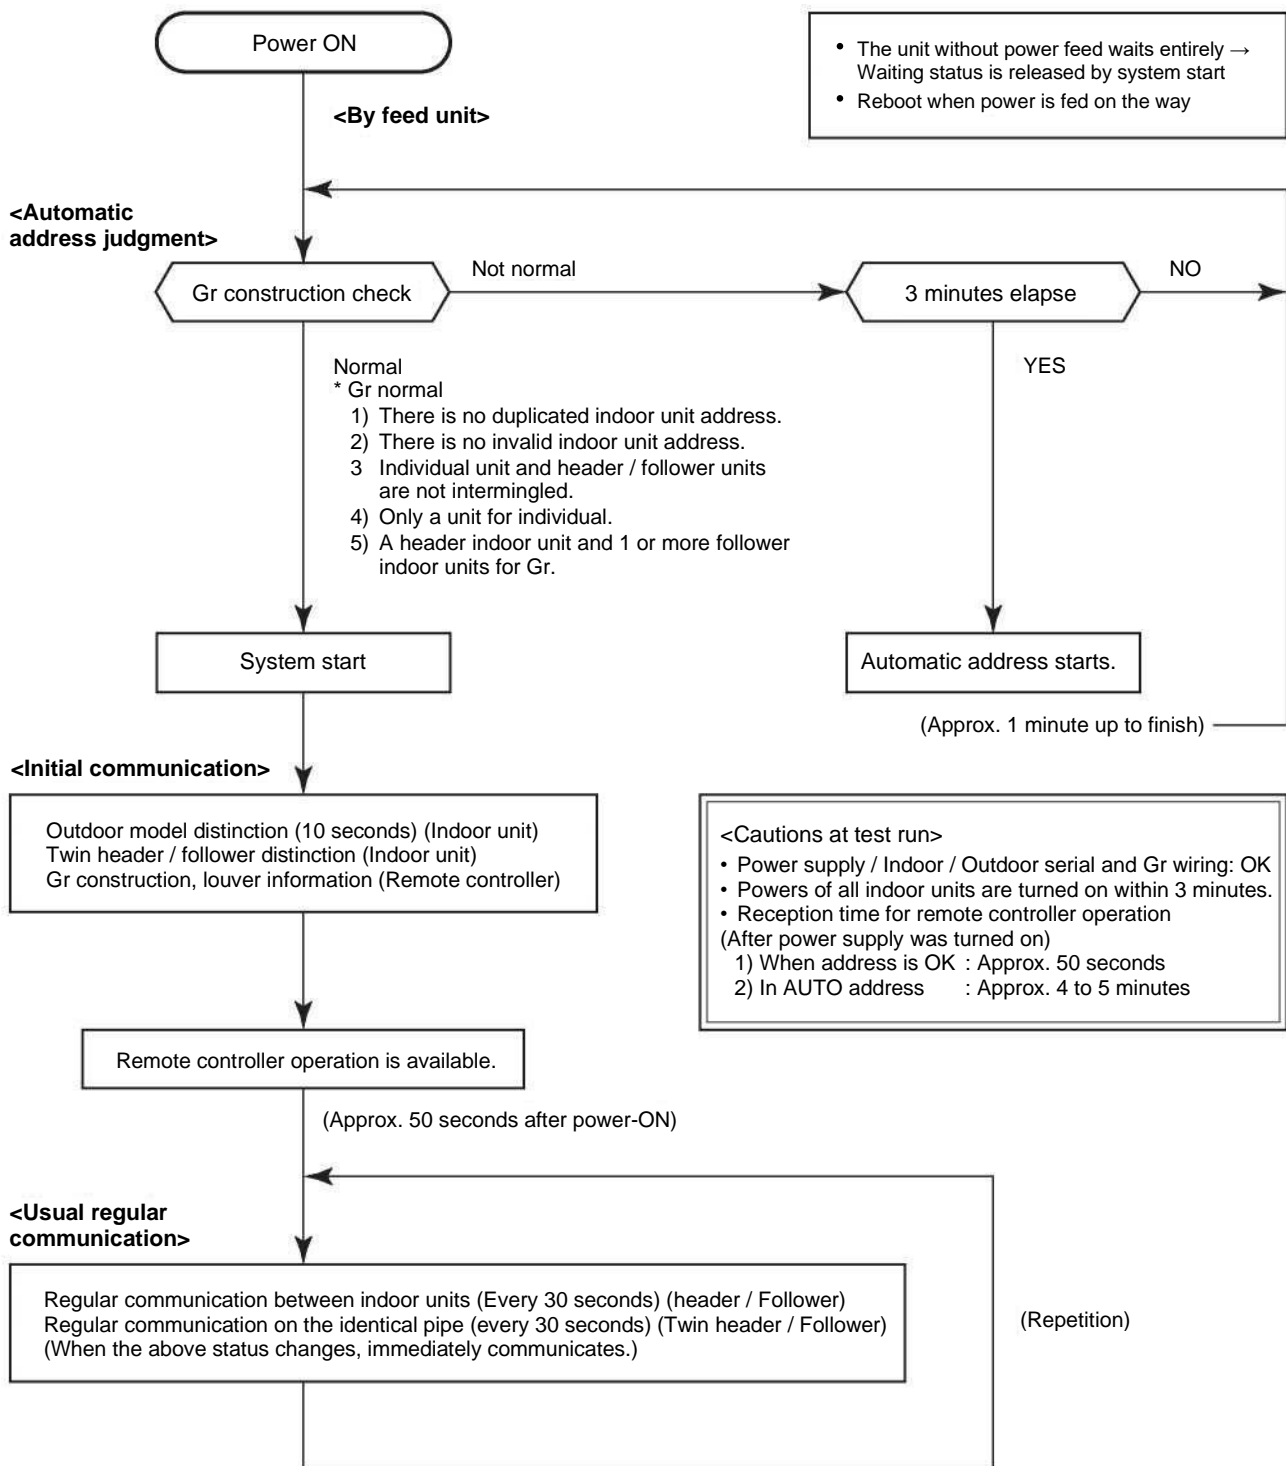 Power ON
• The unit without power feed waits entirely →
Waiting status is released by system start
• Reboot when power is fed on the way
<By feed unit>
<Automatic
address judgment>
Gr construction check
Not normal
3 minutes elapse
NO
YES
Normal
* Gr normal
1) There is no duplicated indoor unit address.
2) There is no invalid indoor unit address.
3 Individual unit and header / follower units
are not intermingled.
4) Only a unit for individual.
5) A header indoor unit and 1 or more follower
indoor units for Gr.
System start
Automatic address starts.
(Approx. 1 minute up to finish)
<Initial communication>
Outdoor model distinction (10 seconds) (Indoor unit)
Twin header / follower distinction (Indoor unit)
Gr construction, louver information (Remote controller)
<Cautions at test run>
• Power supply / Indoor / Outdoor serial and Gr wiring: OK
• Powers of all indoor units are turned on within 3 minutes.
• Reception time for remote controller operation
(After power supply was turned on)
1) When address is OK : Approx. 50 seconds
2) In AUTO address : Approx. 4 to 5 minutes
Remote controller operation is available.
(Approx. 50 seconds after power-ON)
<Usual regular
communication>
Regular communication between indoor units (Every 30 seconds) (header / Follower)
Regular communication on the identical pipe (every 30 seconds) (Twin header / Follower)
(When the above status changes, immediately communicates.)
(Repetition)